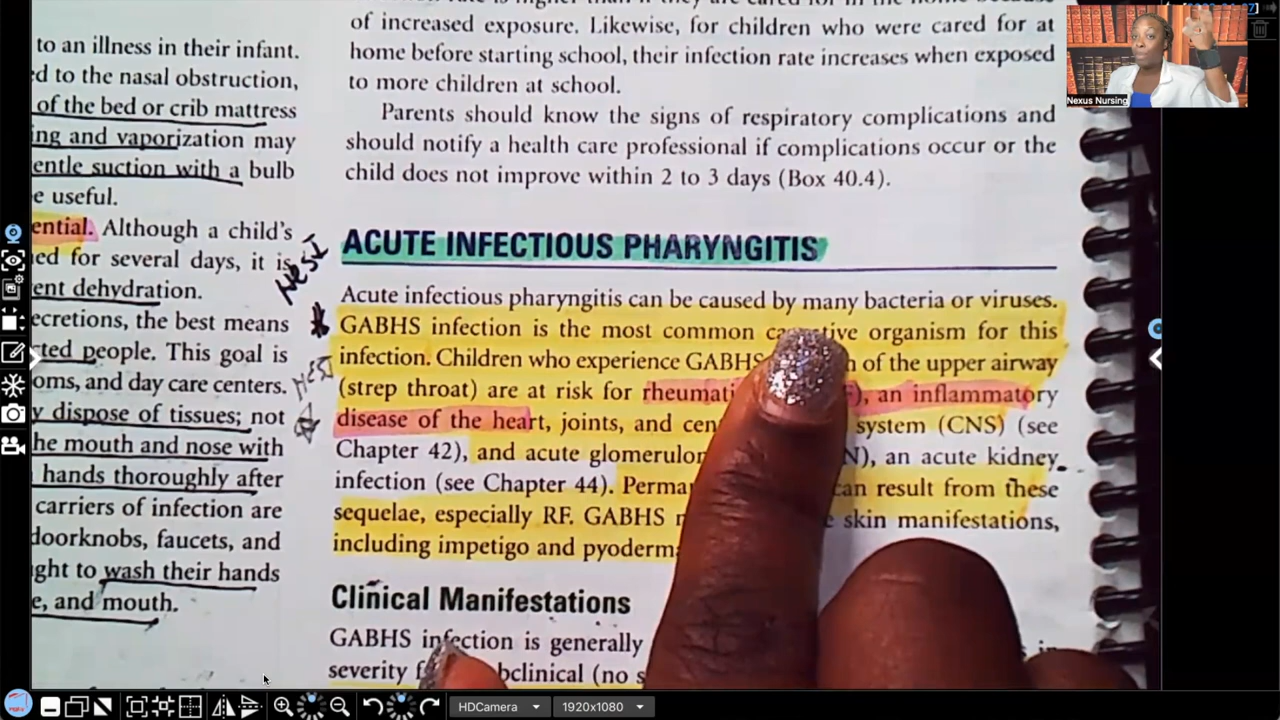 to an illness in their infant.
ed to the nasal obstruction,
of the bed or crib mattress
ing and vaporization may
entle suction with a bulb
e useful.
ential. Although a child's
ned for several days, it is
ent dehydration.
ecretions, the best means
cted people. This goal is
oms, and day care centers.
y dispose of tissues; not
he mouth and nose with
hands thoroughly after
carriers of infection are
doorknobs, faucets, and
ght to wash their hands
e, and mouth.
of increased exposure. Likewise, for children who were cared for at
home before starting school, their infection rate increases when exposed
to more children at school.
Parents should know the signs of respiratory complications and
should notify a health care professional if complications occur or the
child does not improve within 2 to 3 days (Box 40.4).
ACUTE INFECTIOUS PHARYNGITIS
Acute infectious pharyngitis can be caused by many bacteria or viruses.
GABHS infection is the most common organism for this
infection. Children who experience GABHS of the upper airway
(strep throat) are at risk for an inflammatory
disease of the heart, joints, and system (CNS) (see
Chapter 42), and acute an acute kidney
infection (see Chapter 44). can result from these
sequelae, especially RF. GABHS skin manifestations,
including impetigo and
Clinical Manifestations
GABHS infection is generally
severity
Nexus Nursing
HDCamera
1920x1080